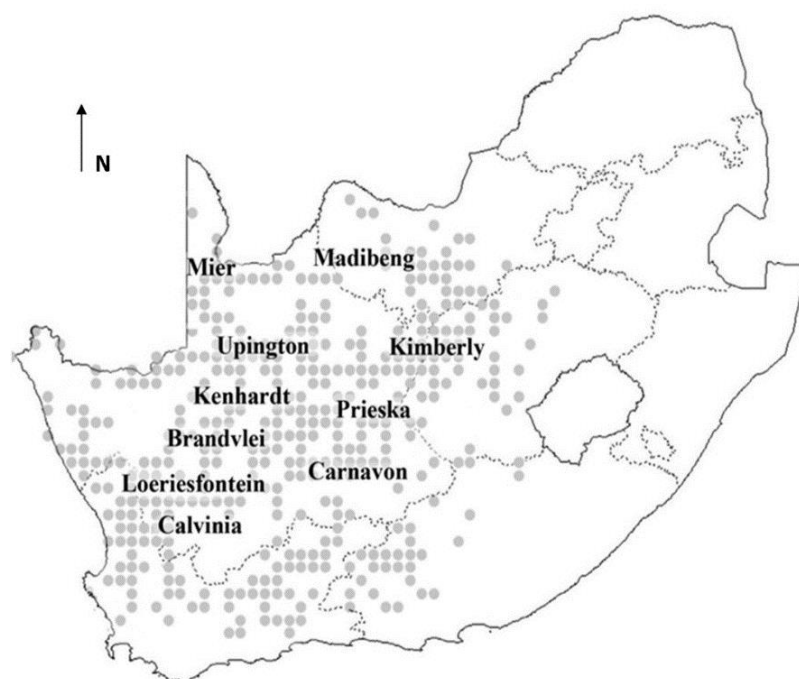 N
Mier
Madibeng
Upington
Kimberly
Kenhardt
Prieska
Brandvlei
Carnavon
Loeriesfontein
Calvinia